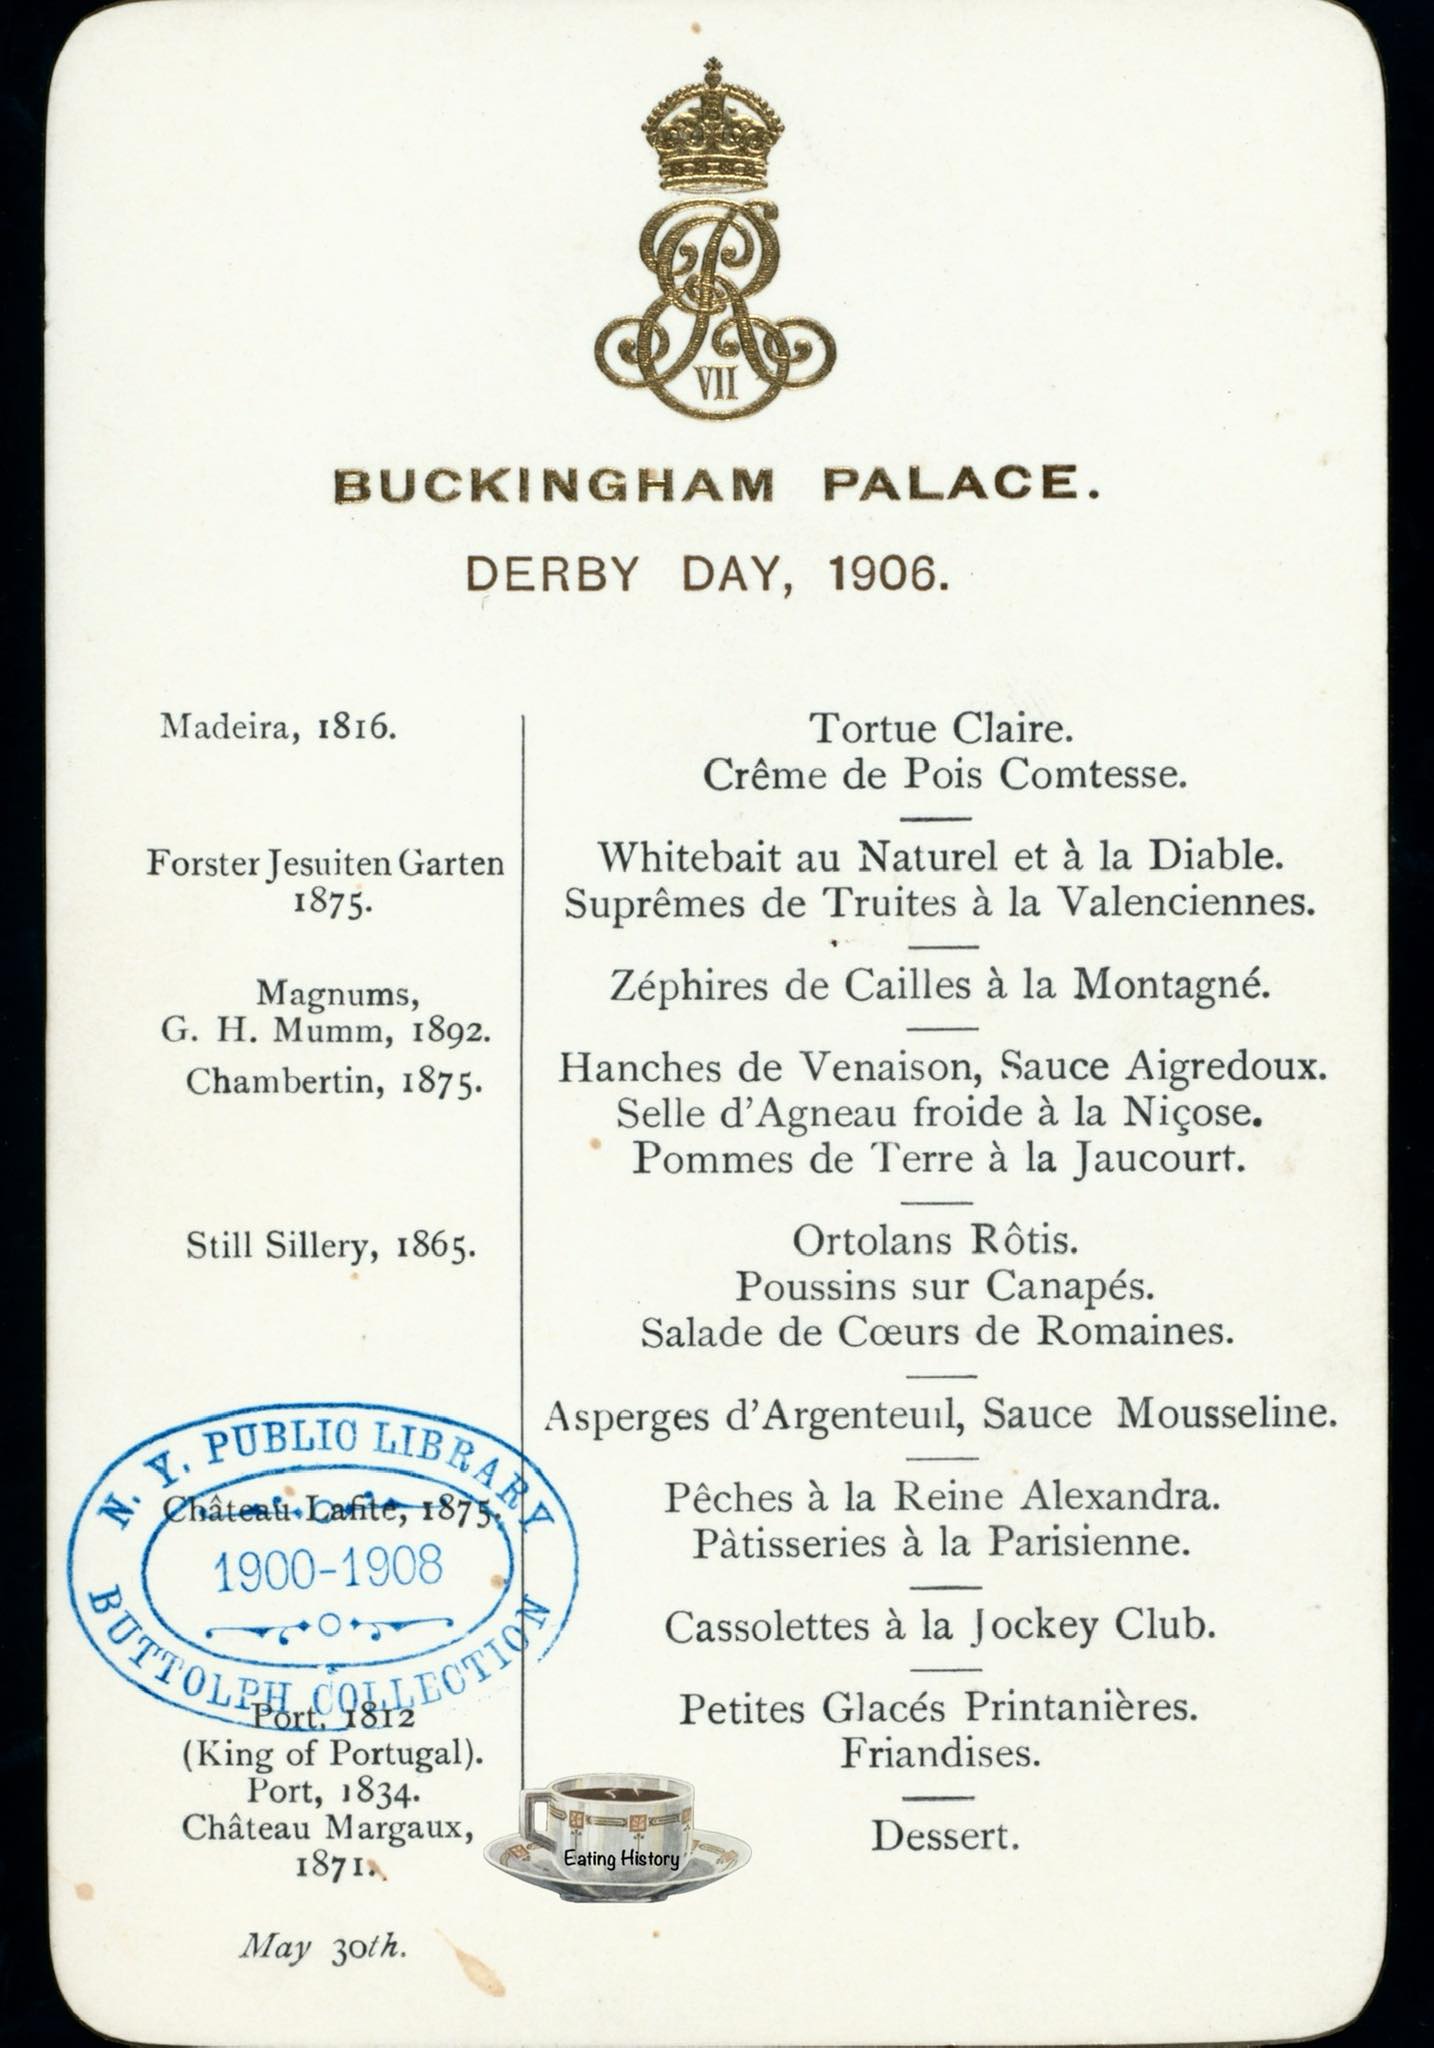 VII
BUCKINGHAM PALACE.
DERBY DAY, 1906.
Madeira, 1816.
Forster Jesuiten Garten
1875.
Magnums,
G. H. Mumm, 1892.
Chambertin, 1875.
Still Sillery, 1865.
N. Y. PUBLIC LIBRARY
Château Lafite, 1875.
1900-1908
BUTTOLPH COLLECTION
Port, 1812
(King of Portugal).
Port, 1834.
Château Margaux,
1871.
May 30th.
Tortue Claire.
Crême de Pois Comtesse.
Whitebait au Naturel et à la Diable.
Suprêmes de Truites à la Valenciennes.
Zéphires de Cailles à la Montagné.
Hanches de Venaison, Sauce Aigredoux.
Selle d'Agneau froide à la Niçose.
Pommes de Terre à la Jaucourt.
Ortolans Rôtis.
Poussins sur Canapés.
Salade de Cœurs de Romaines.
Asperges d'Argenteuil, Sauce Mousseline.
Pêches à la Reine Alexandra.
Pàtisseries à la Parisienne.
Cassolettes à la Jockey Club.
Petites Glacés Printanières.
Friandises.
Dessert.
Eating History